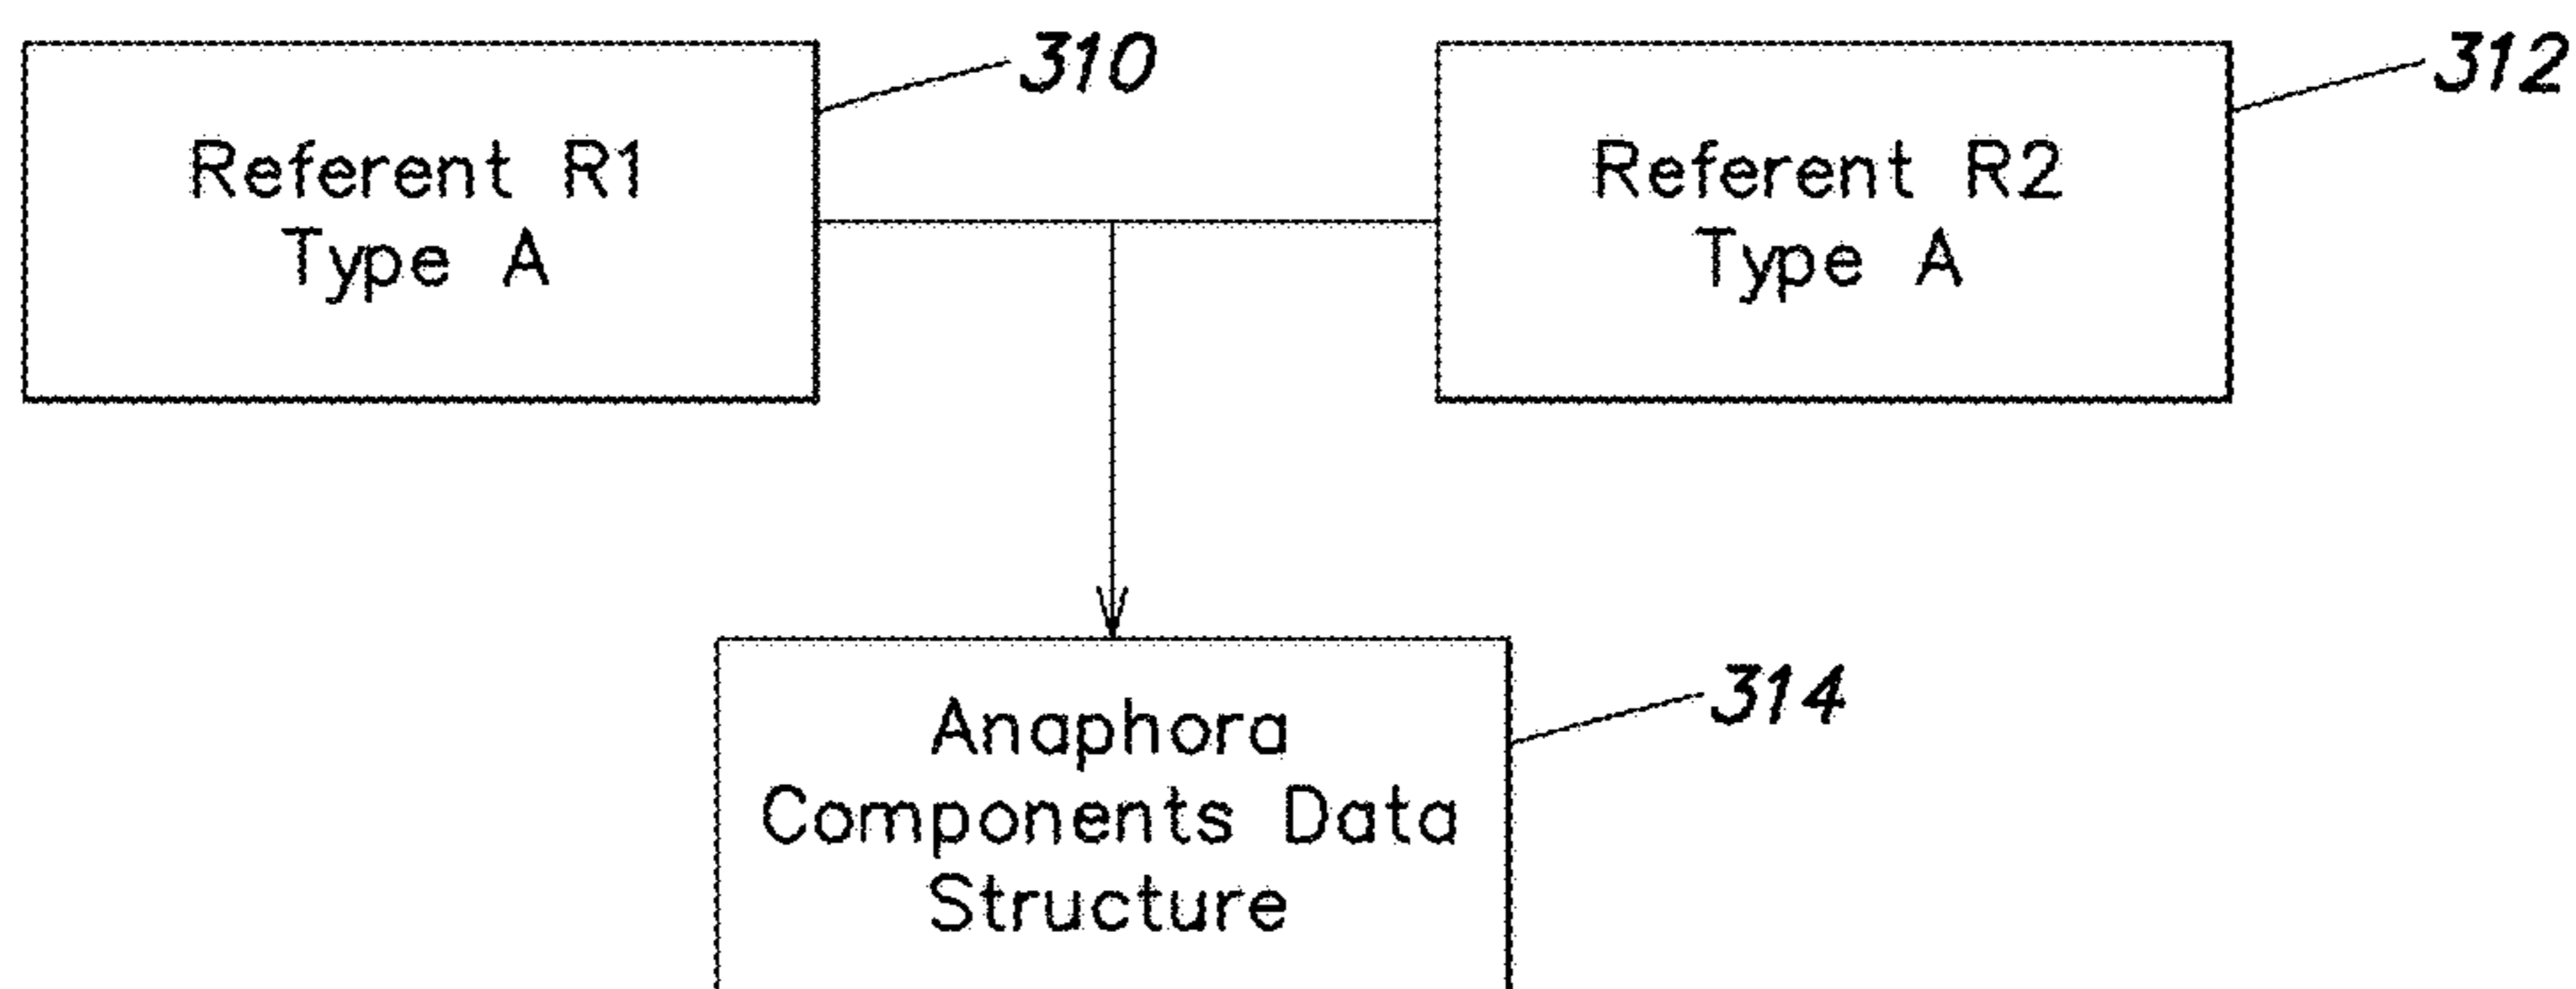 310
312
Referent R1
Type A
Referent R2
Type A
314
Anaphora
Components Data
Structure